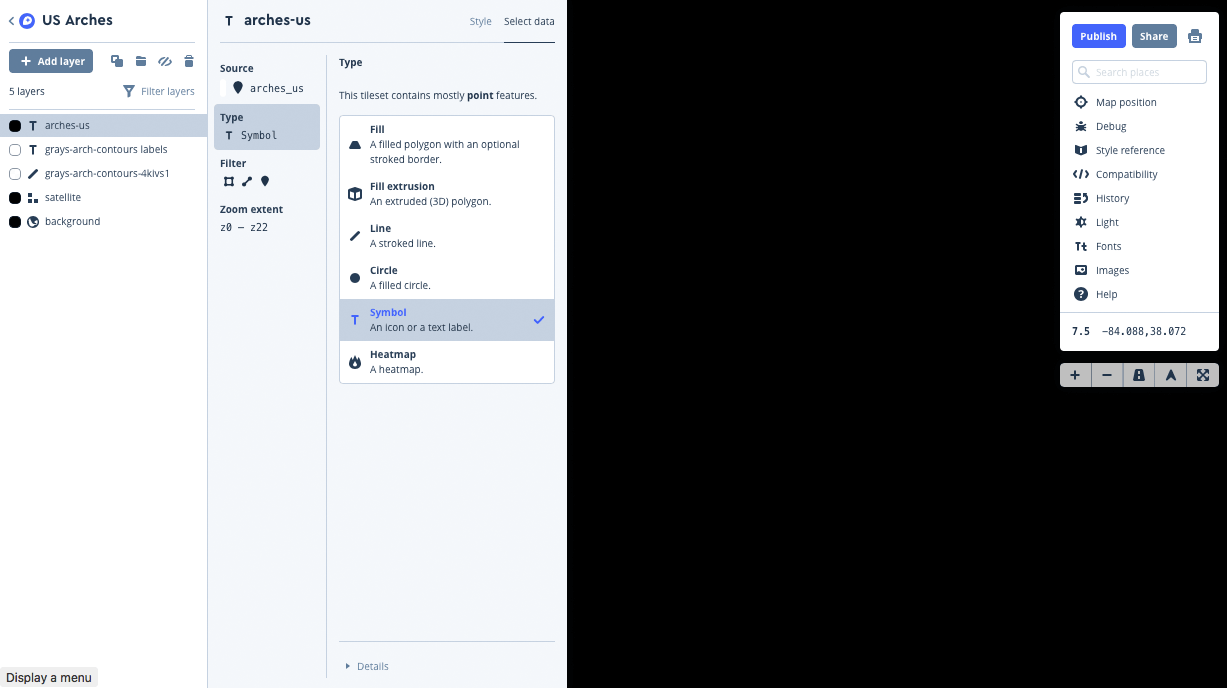 US Arches
Add layer
5 layers
Filter layers
arches-us
grays-arch-contours labels
grays-arch-contours-4kivs1
satellite
background
Display a menu
arches-us
Style
Select data
Source
arches_us
Type
Symbol
Filter
Zoom extent
z0 — z22
Type
This tileset contains mostly point features.
Fill
A filled polygon with an optional
stroked border.
Fill extrusion
An extruded (3D) polygon.
Line
A stroked line.
Circle
A filled circle.
Symbol
An icon or a text label.
Heatmap
A heatmap.
Details
Publish
Share
Search places
Map position
Debug
Style reference
Compatibility
History
Light
Fonts
Images
Help
7.5 −84.088,38.072